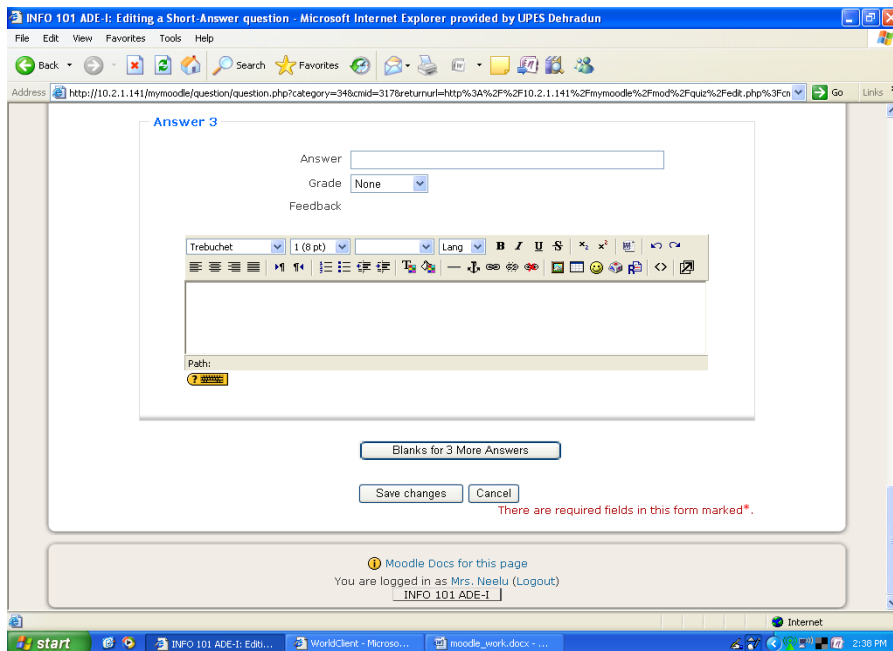 INFO 101 ADE-I: Editing a Short-Answer question - Microsoft Internet Explorer provided by UPES Dehradun
File Edit View Favorites Tools Help
Back Search Favorites
Address http://10.2.1.141/mymoodle/question/question.php?category=34&cmid=317&returnurl=http%3A%2F%2F10.2.1.141%2Fmymoodle%2Fmod%2Fquiz%2Fedit.php%3Fcn Go Links
Answer 3
Answer
Grade None
Feedback
Trebuchet 1 (8 pt) Lang B I U S x₂ x²
Path:
?
Blanks for 3 More Answers
Save changes Cancel
There are required fields in this form marked*.
Moodle Docs for this page
You are logged in as Mrs. Neelu (Logout)
INFO 101 ADE-I
Internet
start INFO 101 ADE-I: Editi... WorldClient - Microso... moodle_work.docx - ... 2:38 PM